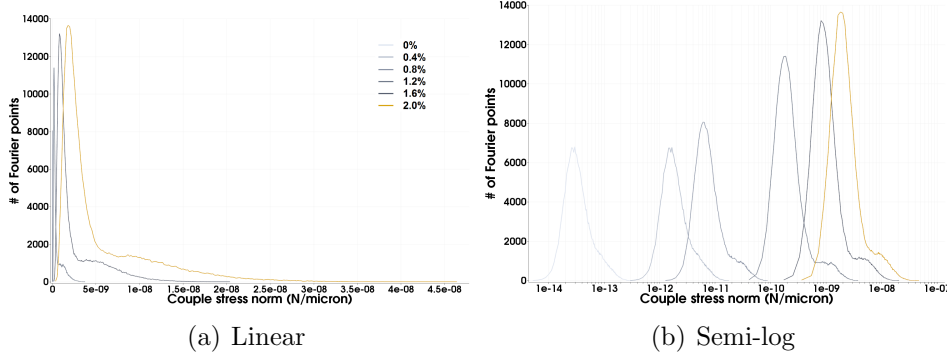 14000
12000
10000
8000
6000
4000
2000
0
# of Fourier points
0%
0.4%
0.8%
1.2%
1.6%
2.0%
0 5e-09 1e-08 1.5e-08 2e-08 2.5e-08 3e-08 3.5e-08 4e-08 4.5e-08
Couple stress norm (N/micron)
(a) Linear
14000
12000
10000
8000
6000
4000
2000
0
# of Fourier points
1e-14 1e-13 1e-12 1e-11 1e-10 1e-09 1e-08
Couple stress norm (N/micron)
(b) Semi-log